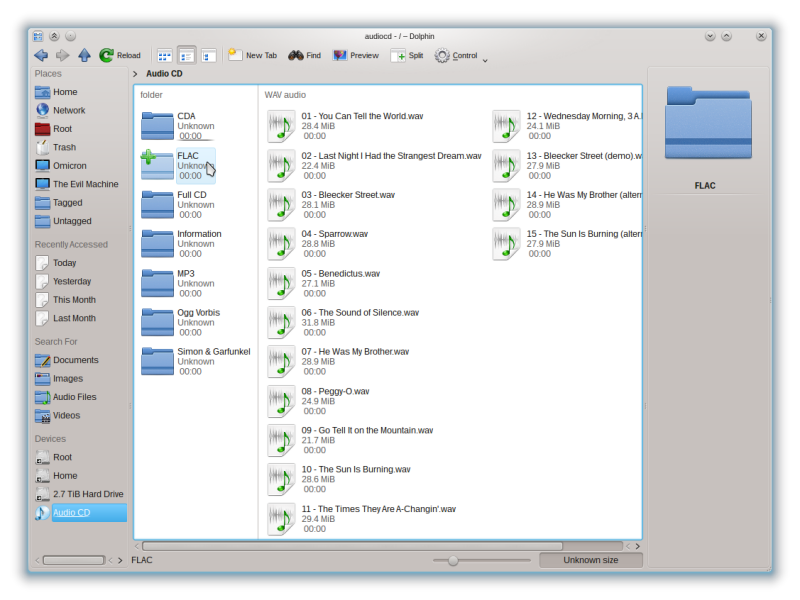 audiocd - / – Dolphin
Reload
New Tab
Find
Preview
Split
Control
Places
Home
Network
Root
Trash
Omicron
The Evil Machine
Tagged
Untagged
Recently Accessed
Today
Yesterday
This Month
Last Month
Search For
Documents
Images
Audio Files
Videos
Devices
Root
Home
2.7 TiB Hard Drive
Audio CD
> Audio CD
folder
CDA
Unknown
00:00
FLAC
Unknown
00:00
Full CD
Unknown
00:00
Information
Unknown
00:00
MP3
Unknown
00:00
Ogg Vorbis
Unknown
00:00
Simon & Garfunkel
Unknown
00:00
WAV audio
01 - You Can Tell the World.wav
28.4 MiB
00:00
02 - Last Night I Had the Strangest Dream.wav
22.4 MiB
00:00
03 - Bleecker Street.wav
28.1 MiB
00:00
04 - Sparrow.wav
28.8 MiB
00:00
05 - Benedictus.wav
27.1 MiB
00:00
06 - The Sound of Silence.wav
31.8 MiB
00:00
07 - He Was My Brother.wav
28.9 MiB
00:00
08 - Peggy-O.wav
24.9 MiB
00:00
09 - Go Tell It on the Mountain.wav
21.7 MiB
00:00
10 - The Sun Is Burning.wav
28.6 MiB
00:00
11 - The Times They Are A-Changin'.wav
29.4 MiB
00:00
12 - Wednesday Morning, 3 A.
24.1 MiB
00:00
13 - Bleecker Street (demo).w
27.9 MiB
00:00
14 - He Was My Brother (altern
28.9 MiB
00:00
15 - The Sun Is Burning (altern
27.9 MiB
00:00
FLAC
FLAC
Unknown size